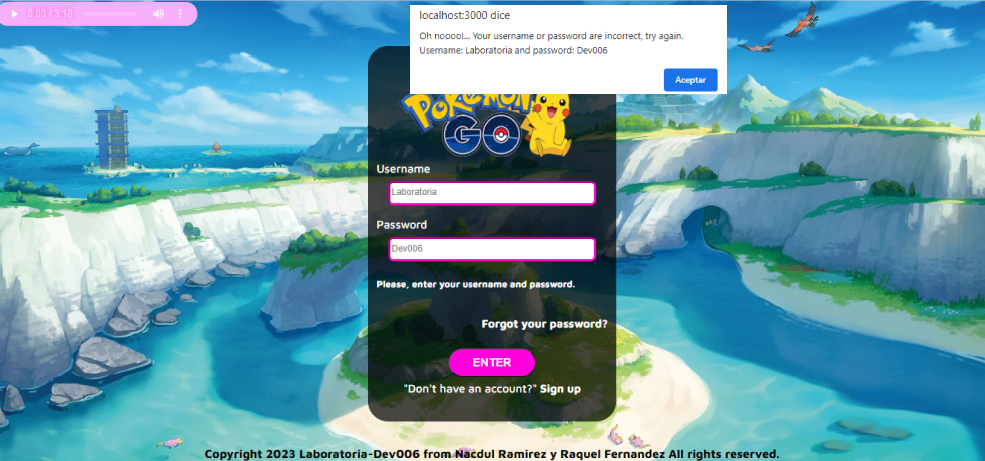 0:00 / 3:18
localhost:3000 dice
Oh noooo!... Your username or password are incorrect, try again.
Username: Laboratoria and password: Dev006
Aceptar
POKÉMON
GO
Username
Laboratoria
Password
Dev006
Please, enter your username and password.
Forgot your password?
ENTER
"Don't have an account?" Sign up
Copyright 2023 Laboratoria-Dev006 from Nacdul Ramirez y Raquel Fernandez All rights reserved.